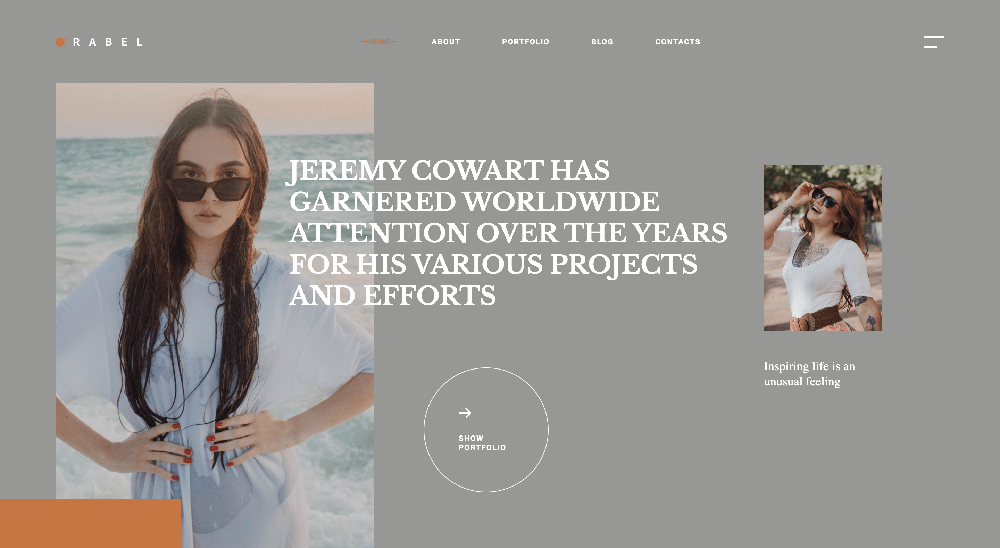 RABEL
HOME
ABOUT
PORTFOLIO
BLOG
CONTACTS
JEREMY COWART HAS
GARNERED WORLDWIDE
ATTENTION OVER THE YEARS
FOR HIS VARIOUS PROJECTS
AND EFFORTS
SHOW
PORTFOLIO
Inspiring life is an
unusual feeling